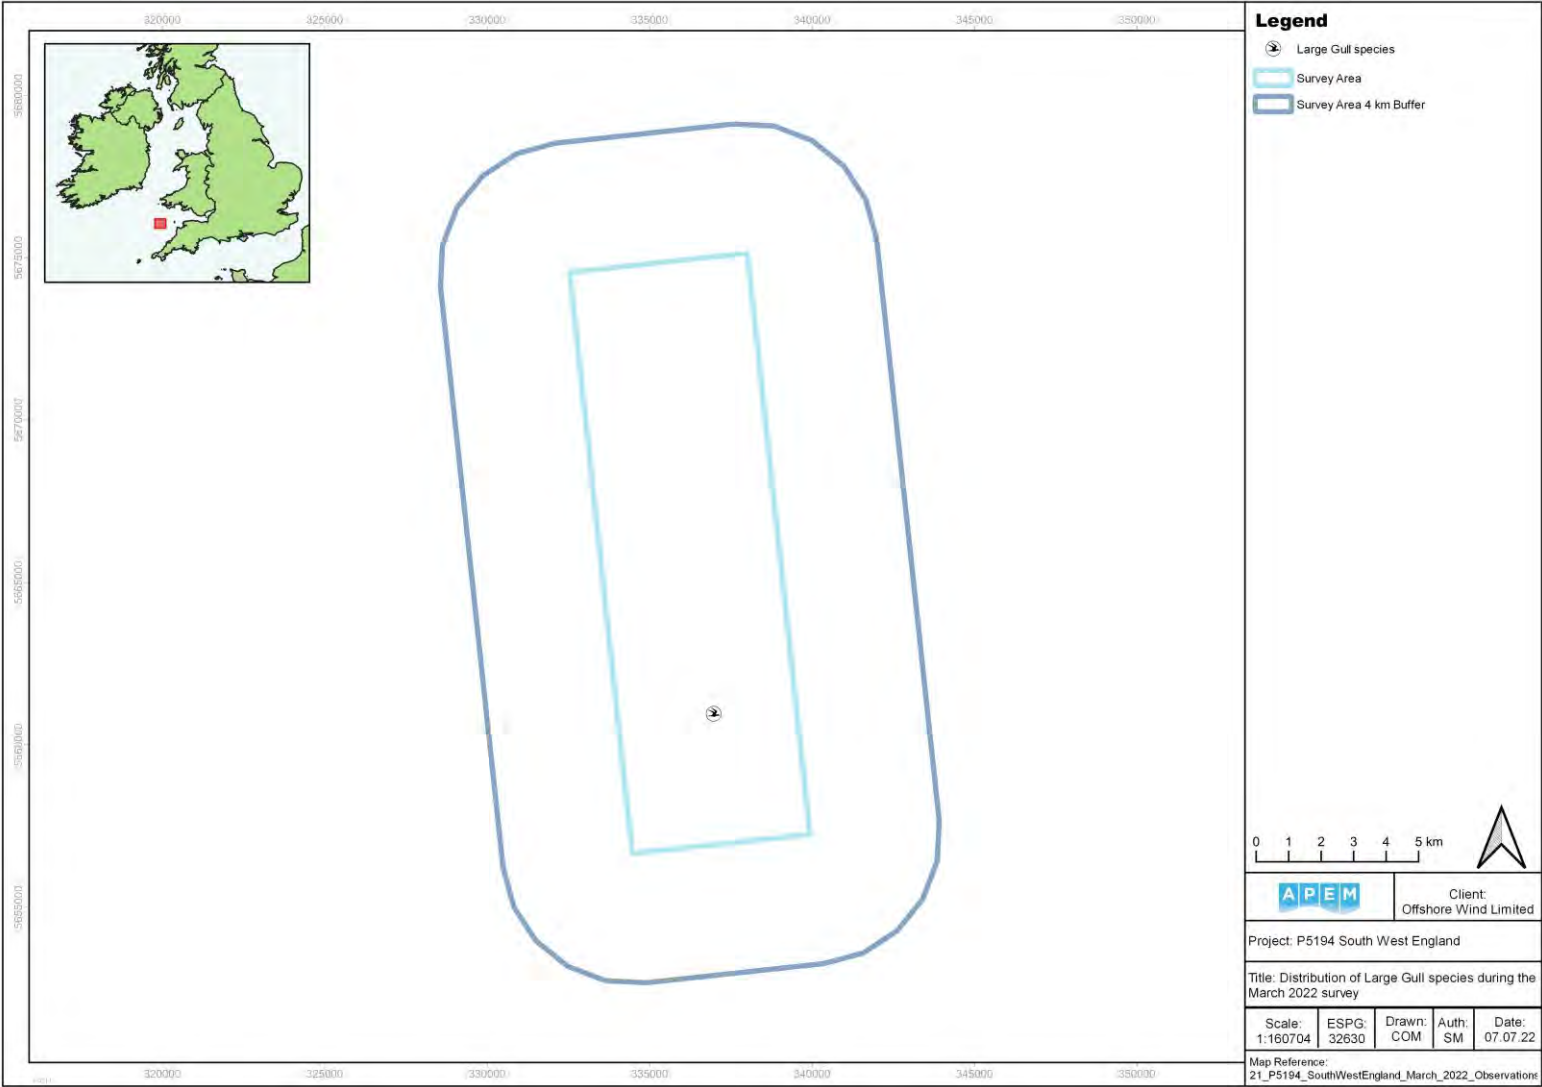 320000 325000 330000 335000 340000 345000 350000
5680000
5675000
5670000
5665000
5660000
5655000
320000 325000 330000 335000 340000 345000 350000
Legend
Large Gull species
Survey Area
Survey Area 4 km Buffer
0 1 2 3 4 5 km
APEM
Client:
Offshore Wind Limited
Project: P5194 South West England
Title: Distribution of Large Gull species during the
March 2022 survey
Scale: ESPG: Drawn: Auth: Date:
1:160704 32630 COM SM 07.07.22
Map Reference:
21_P5194_SouthWestEngland_March_2022_Observations